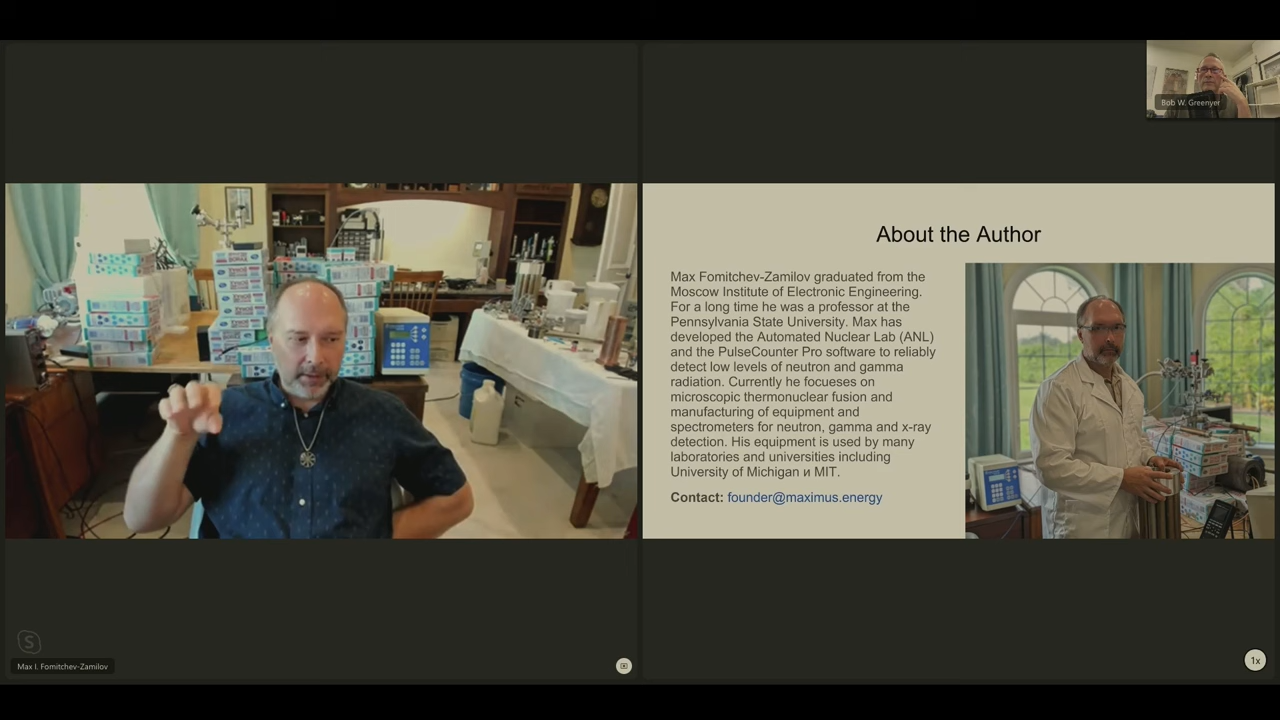 Bob W. Greenyer
About the Author
Max Fomitchev-Zamilov graduated from the
Moscow Institute of Electronic Engineering.
For a long time he was a professor at the
Pennsylvania State University. Max has
developed the Automated Nuclear Lab (ANL)
and the PulseCounter Pro software to reliably
detect low levels of neutron and gamma
radiation. Currently he focueses on
microscopic thermonuclear fusion and
manufacturing of equipment and
spectrometers for neutron, gamma and x-ray
detection. His equipment is used by many
laboratories and universities including
University of Michigan и MIT.
Contact: founder@maximus.energy
S
Max I. Fomitchev-Zamilov
1x